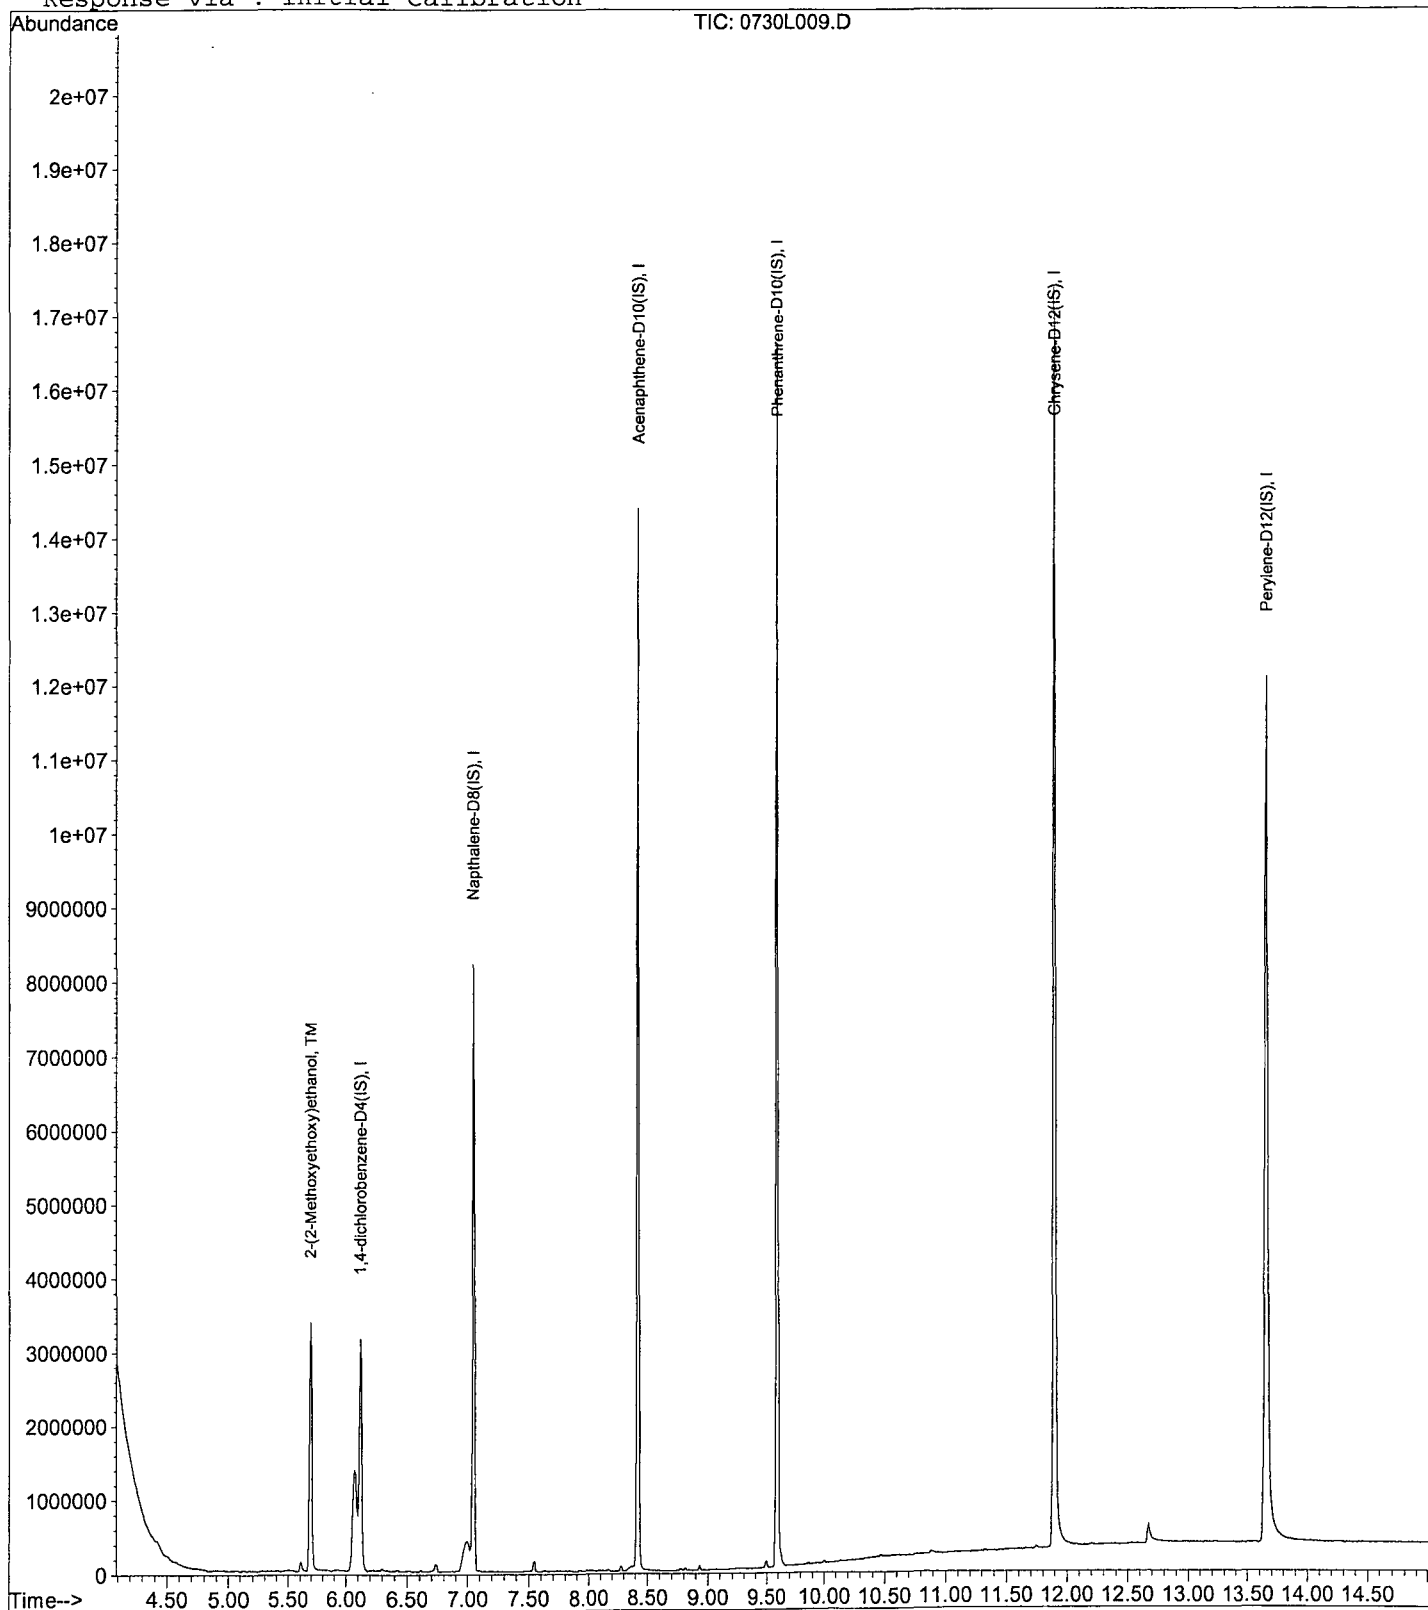 Response via : Initial Calibration
Abundance
TIC: 0730L009.D
2e+07
1.9e+07
1.8e+07
1.7e+07
1.6e+07
1.5e+07
1.4e+07
1.3e+07
1.2e+07
1.1e+07
1e+07
9000000
8000000
7000000
6000000
5000000
4000000
3000000
2000000
1000000
0
2-(2-Methoxyethoxy)ethanol, TM
1,4-dichlorobenzene-D4(IS), I
Napthalene-D8(IS), I
Acenaphthene-D10(IS), I
Phenanthrene-D10(IS), I
Chrysene-D12(IS), I
Perylene-D12(IS), I
Time-->
4.50 5.00 5.50 6.00 6.50 7.00 7.50 8.00 8.50 9.00 9.50 10.00 10.50 11.00 11.50 12.00 12.50 13.00 13.50 14.00 14.50